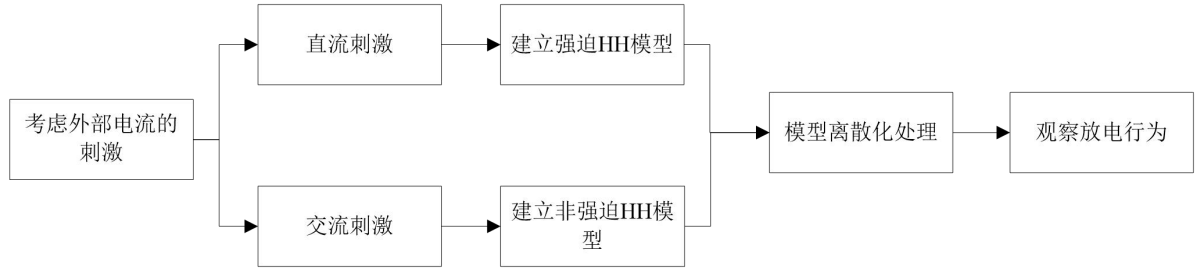 考虑外部电流的
刺激
直流刺激
建立强迫HH模型
交流刺激
建立非强迫HH模
型
模型离散化处理
观察放电行为